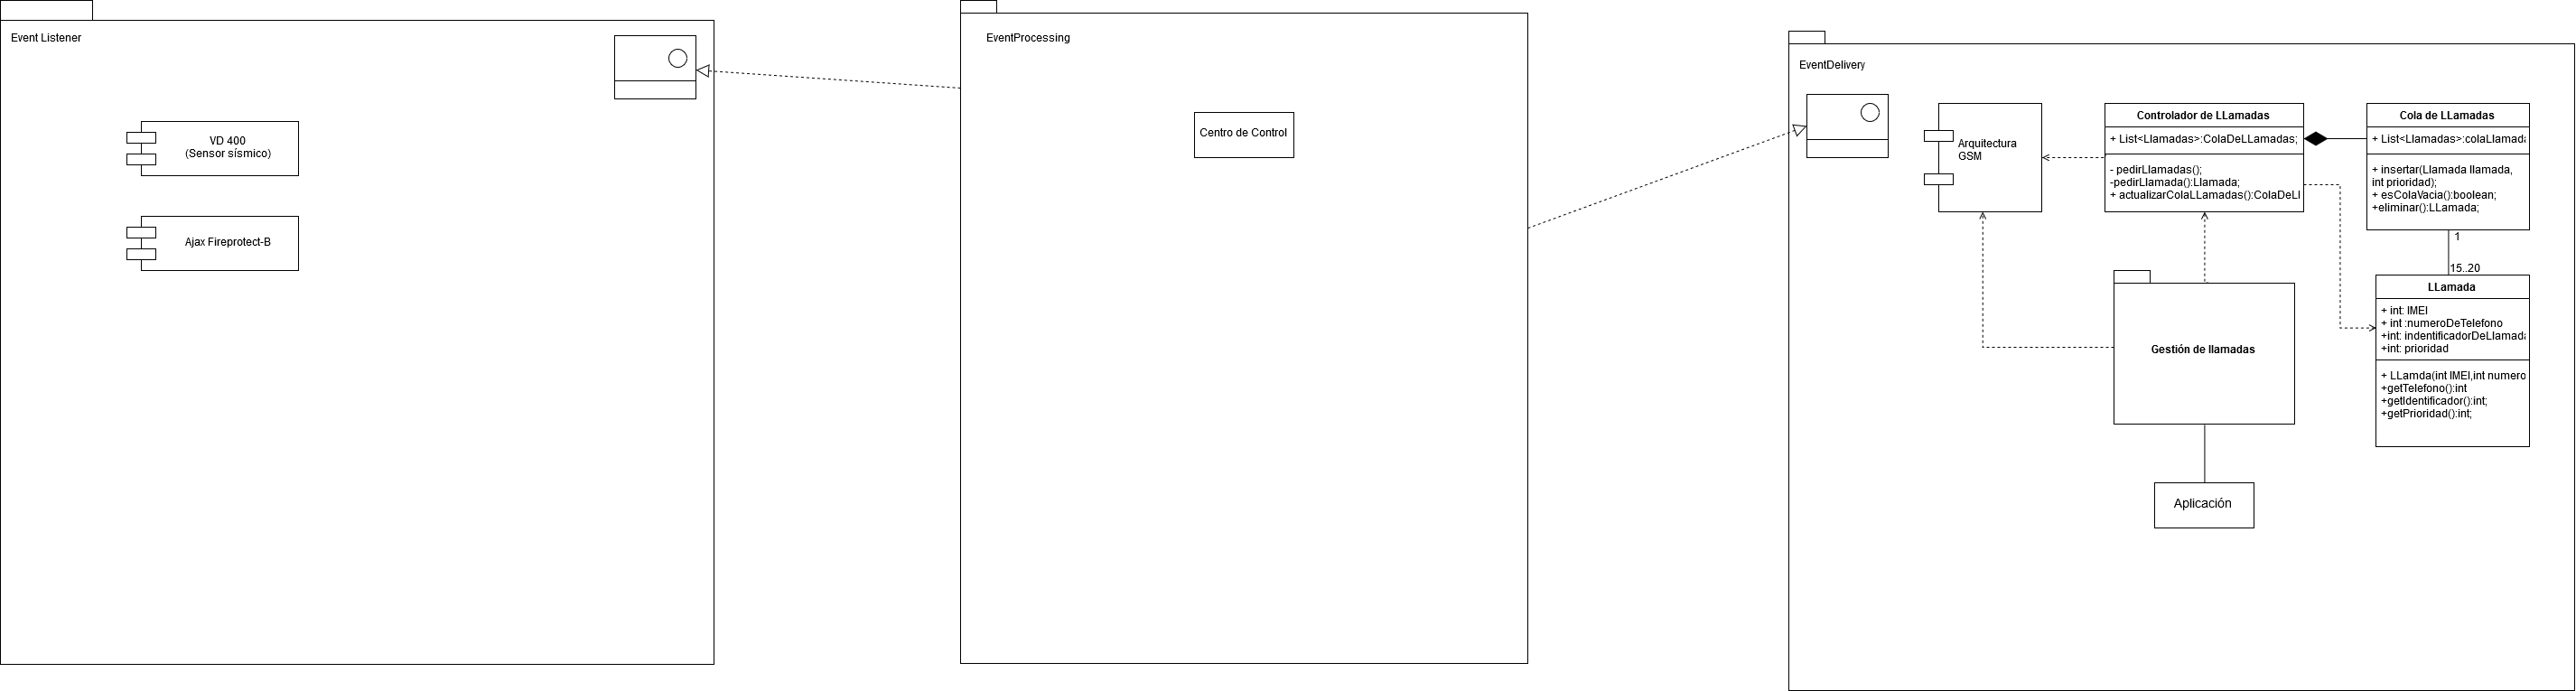 Event Listener
VD 400
(Sensor sísmico)
Ajax Fireprotect-B
EventProcessing
Centro de Control
EventDelivery
Arquitectura
GSM
Controlador de LLamadas
+ List<Llamadas>:ColaDeLLamadas;
- pedirLlamadas();
-pedirLlamada():Llamada;
+ actualizarColaLLamadas():ColaDeLl
Cola de LLamadas
+ List<Llamadas>:colaLlamada
+ insertar(Llamada llamada,
int prioridad);
+ esColaVacia():boolean;
+eliminar():LLamada;
1
15..20
LLamada
+ int: IMEI
+ int :numeroDeTelefono
+int: indentificadorDeLlamada
+int: prioridad
+ LLamda(int IMEI,int numero
+getTelefono():int
+getIdentificador():int;
+getPrioridad():int;
Gestión de llamadas
Aplicación